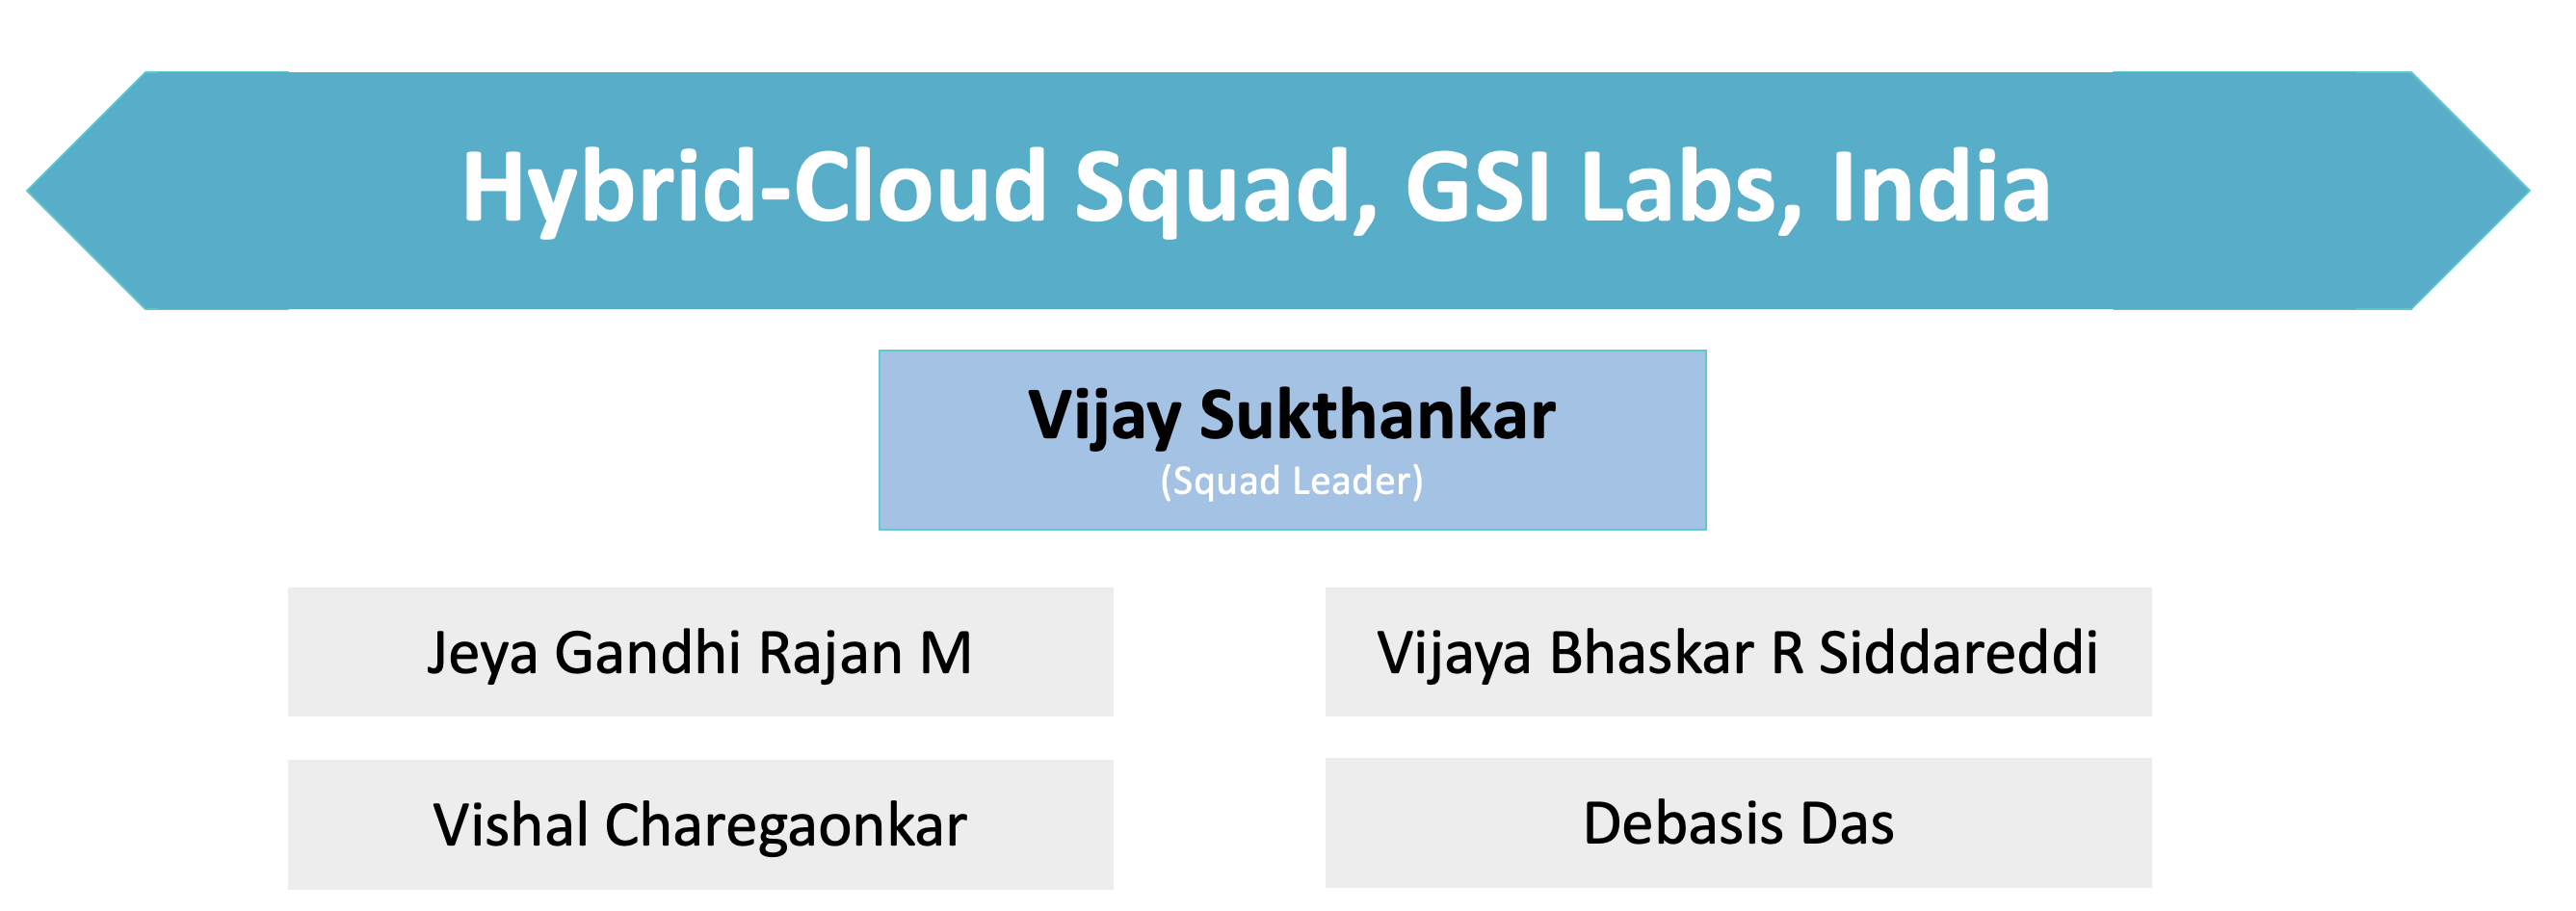 Hybrid-Cloud Squad, GSI Labs, India
Vijay Sukthankar
(Squad Leader)
Jeya Gandhi Rajan M
Vijaya Bhaskar R Siddareddi
Vishal Charegaonkar
Debasis Das